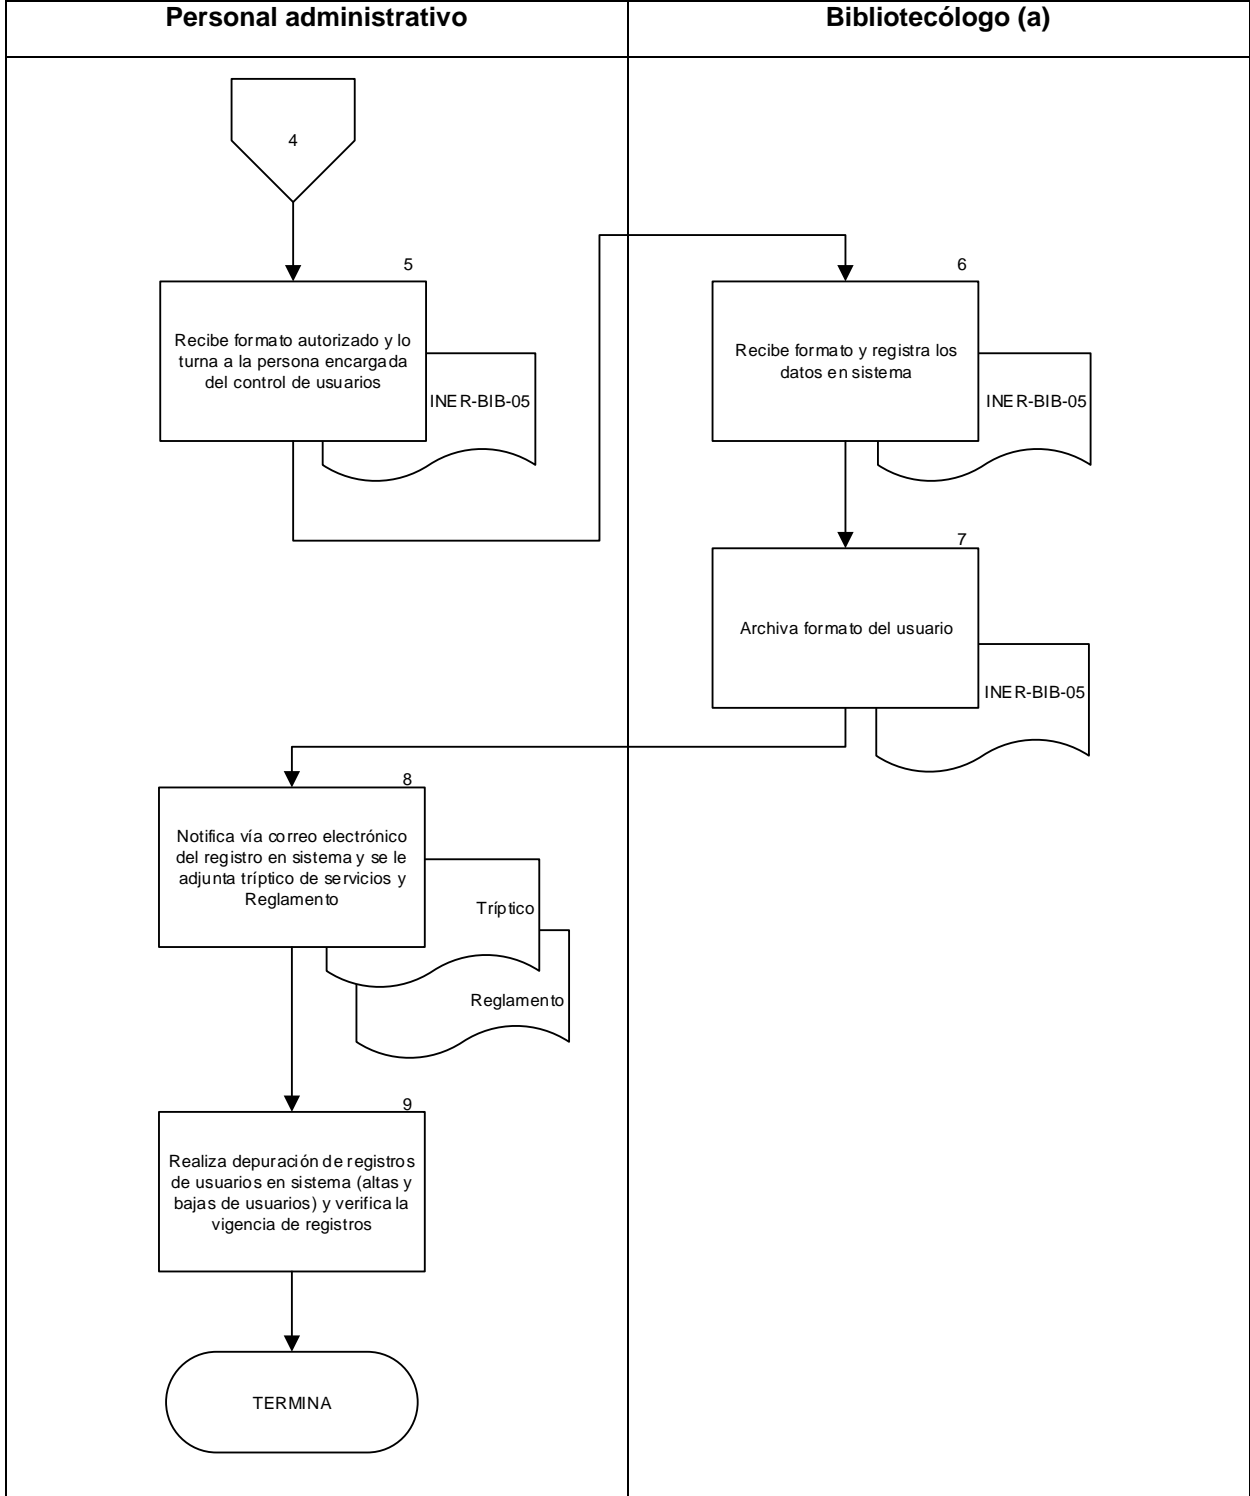 Personal administrativo
Bibliotecólogo (a)
4
5
Recibe formato autorizado y lo
turna a la persona encargada
del control de usuarios
INER-BIB-05
6
Recibe formato y registra los
datos en sistema
INER-BIB-05
7
Archiva formato del usuario
INER-BIB-05
8
Notifica vía correo electrónico
del registro en sistema y se le
adjunta tríptico de servicios y
Reglamento
Tríptico
Reglamento
9
Realiza depuración de registros
de usuarios en sistema (altas y
bajas de usuarios) y verifica la
vigencia de registros
TERMINA